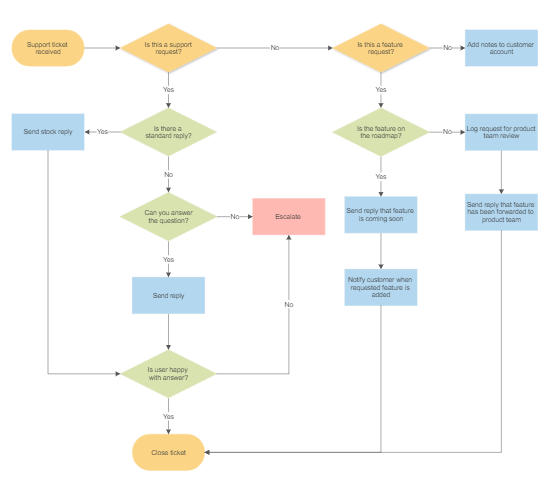 Support ticket
received
Is this a support
request?
No
Is this a feature
request?
No
Add notes to customer
account
Yes
Yes
Send stock reply
Yes
Is there a
standard reply?
Is the feature on
the roadmap?
No
Log request for product
team review
No
Yes
Can you answer
the question?
No
Escalate
Send reply that feature
is coming soon
Send reply that feature
has been forwarded to
product team
Yes
Send reply
Notify customer when
requested feature is
added
No
Is user happy
with answer?
Yes
Close ticket